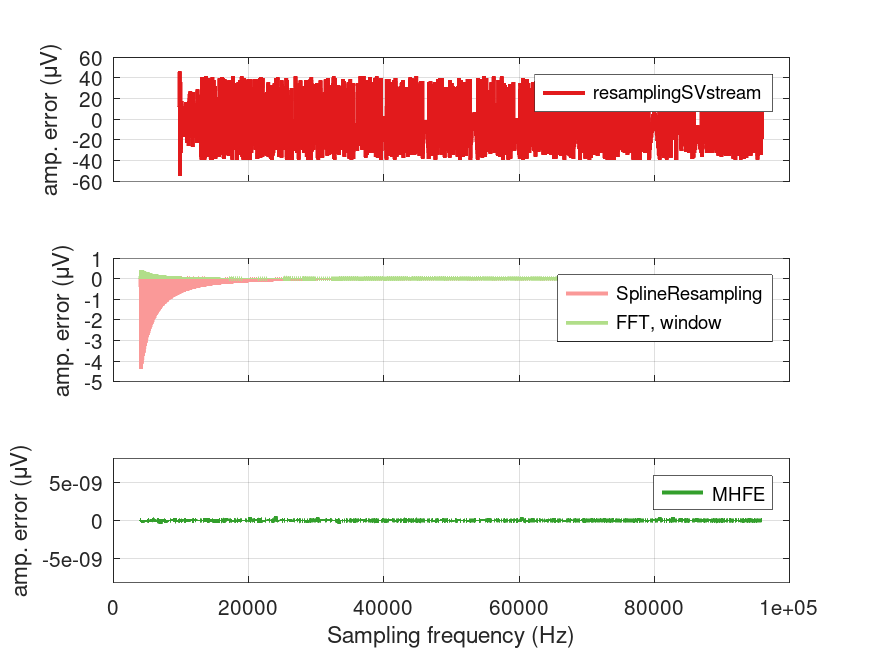 amp. error (µV)
60
40
20
0
-20
-40
-60
resamplingSVstream
amp. error (µV)
1
0
-1
-2
-3
-4
-5
SplineResampling
FFT, window
amp. error (µV)
5e-09
0
-5e-09
MHFE
0 20000 40000 60000 80000 1e+05
Sampling frequency (Hz)